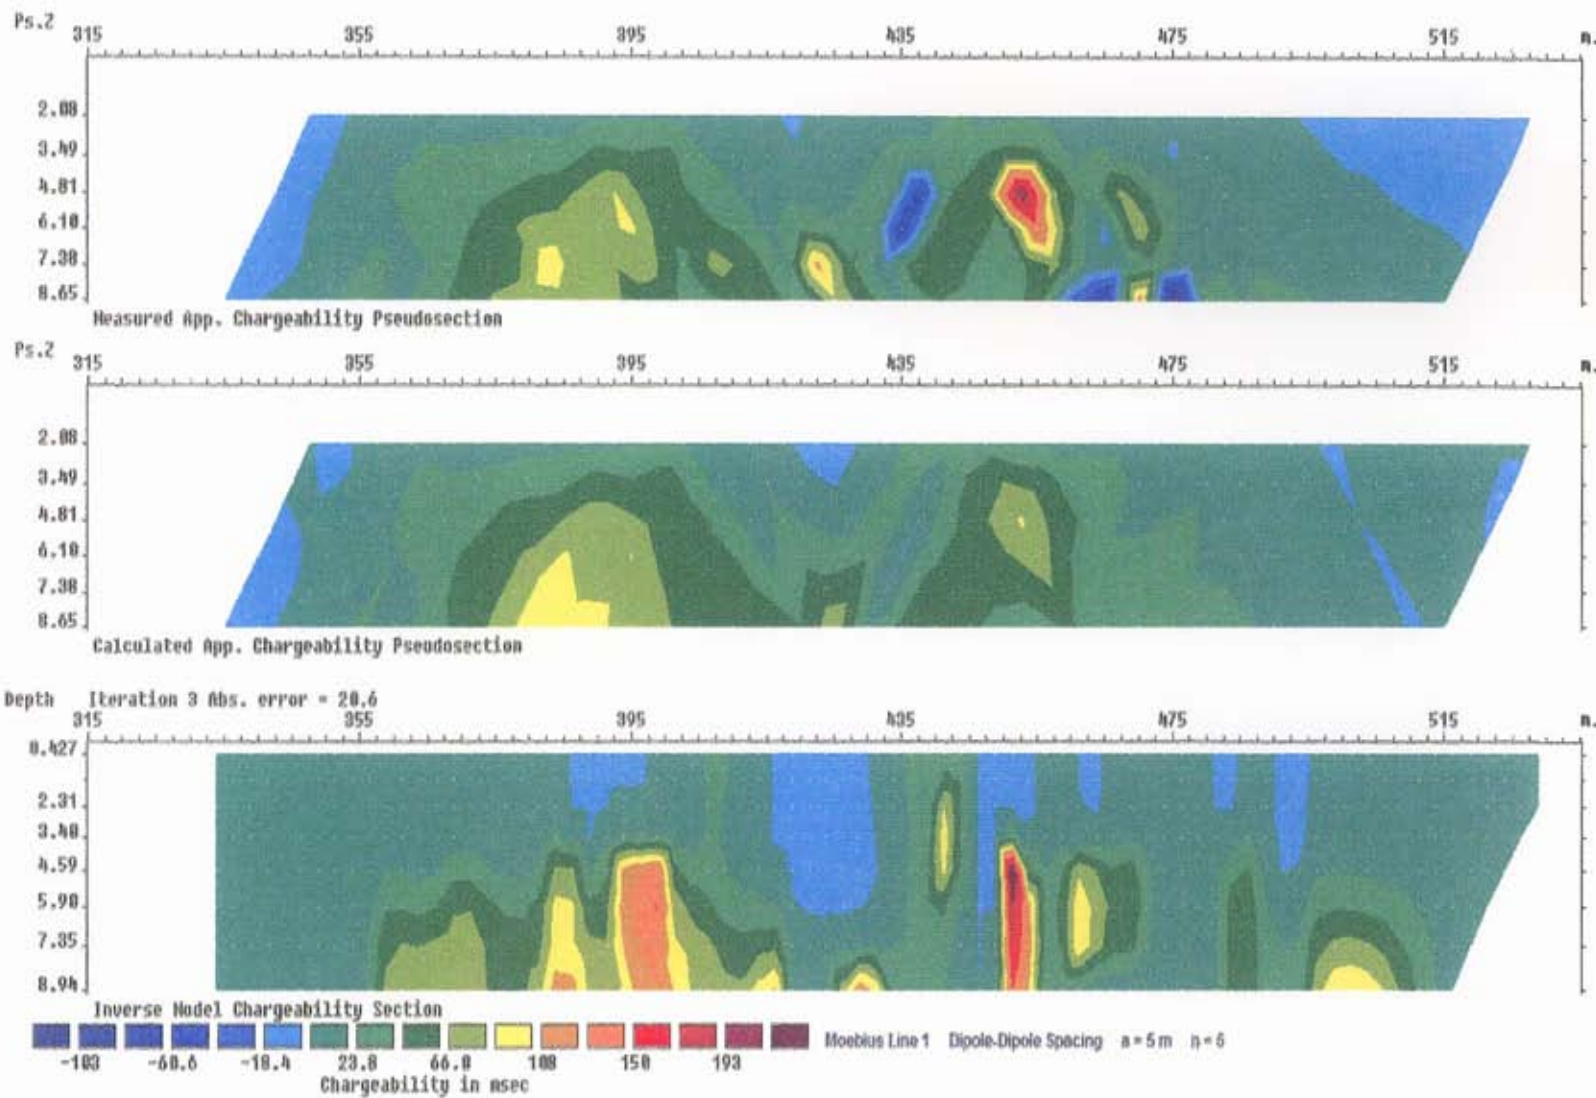 Ps.Z
315 355 395 435 475 515 m.
2.08
3.49
4.81
6.10
7.38
8.65
Measured App. Chargeability Pseudosection
Ps.Z
315 355 395 435 475 515 m.
2.08
3.49
4.81
6.10
7.38
8.65
Calculated App. Chargeability Pseudosection
Depth Iteration 3 Abs. error = 20.6
315 355 395 435 475 515 m.
0.427
2.31
3.40
4.59
5.90
7.35
8.94
Inverse Model Chargeability Section
Moebius Line 1 Dipole-Dipole Spacing a = 5 m n = 6
-103 -60.6 -18.4 23.8 66.0 108 150 193
Chargeability in msec